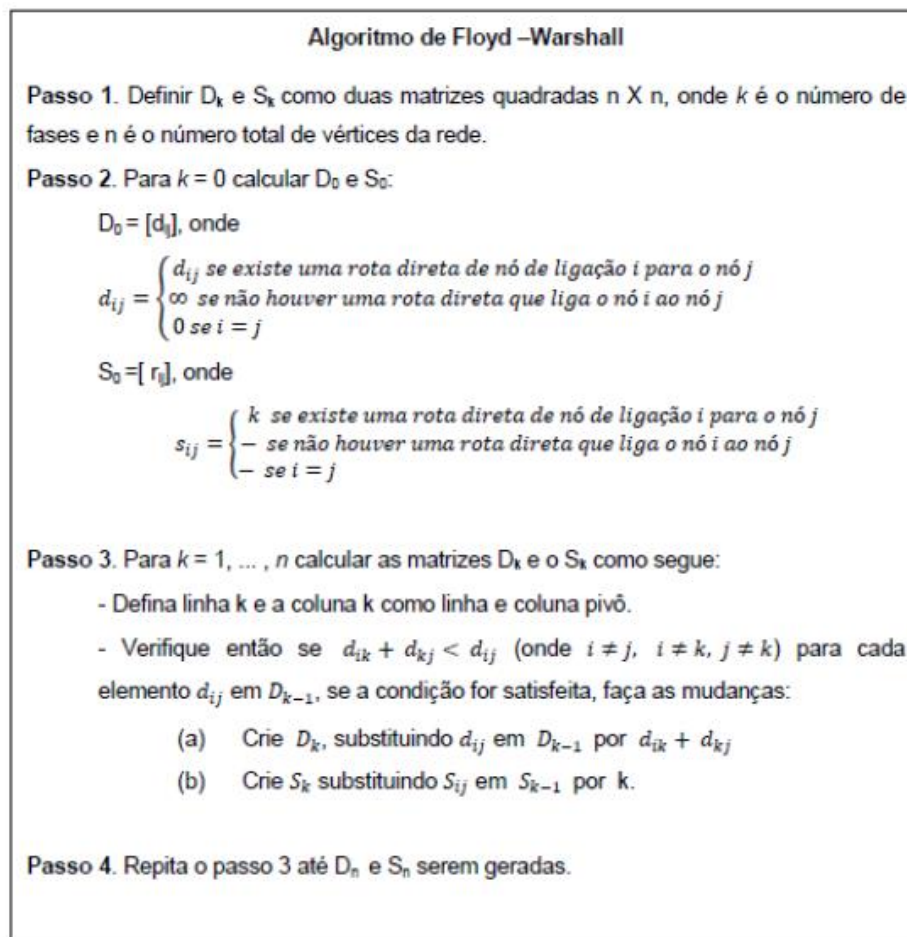 Algoritmo de Floyd –Warshall
Passo 1. Definir Dₖ e Sₖ como duas matrizes quadradas n X n, onde k é o número de
fases e n é o número total de vértices da rede.
Passo 2. Para k = 0 calcular D₀ e S₀:
D₀ = [dᵢⱼ], onde
dᵢⱼ = { dᵢⱼ se existe uma rota direta de nó de ligação i para o nó j
∞ se não houver uma rota direta que liga o nó i ao nó j
0 se i = j
S₀ =[ rᵢⱼ], onde
sᵢⱼ = { k se existe uma rota direta de nó de ligação i para o nó j
− se não houver uma rota direta que liga o nó i ao nó j
− se i = j
Passo 3. Para k = 1, ... , n calcular as matrizes Dₖ e o Sₖ como segue:
- Defina linha k e a coluna k como linha e coluna pivô.
- Verifique então se dᵢₖ + dₖⱼ < dᵢⱼ (onde i ≠ j, i ≠ k, j ≠ k) para cada
elemento dᵢⱼ em Dₖ₋₁, se a condição for satisfeita, faça as mudanças:
(a) Crie Dₖ, substituindo dᵢⱼ em Dₖ₋₁ por dᵢₖ + dₖⱼ
(b) Crie Sₖ substituindo Sᵢⱼ em Sₖ₋₁ por k.
Passo 4. Repita o passo 3 até Dₙ e Sₙ serem geradas.